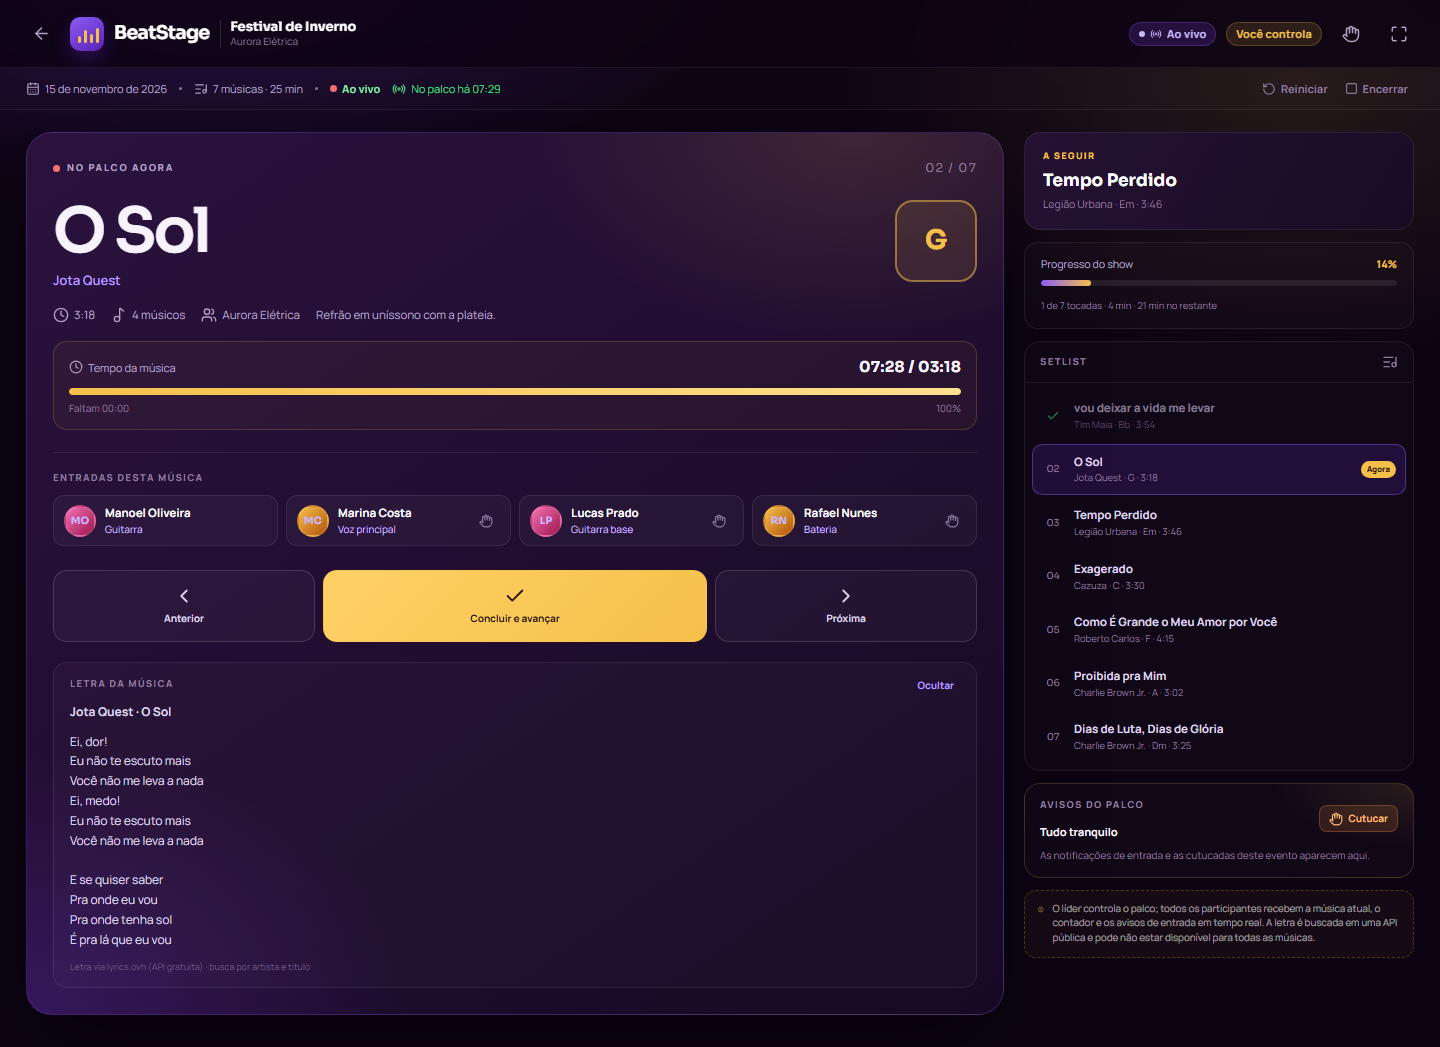 BeatStage
Festival de Inverno
Aurora Elétrica
Ao vivo
Você controla
15 de novembro de 2026 • 7 músicas · 25 min • Ao vivo No palco há 07:29
Reiniciar
Encerrar
NO PALCO AGORA
02 / 07
O Sol
G
Jota Quest
3:18 4 músicos Aurora Elétrica Refrão em uníssono com a plateia.
Tempo da música
07:28 / 03:18
Faltam 00:00
100%
ENTRADAS DESTA MÚSICA
MO
Manoel Oliveira
Guitarra
MC
Marina Costa
Voz principal
LP
Lucas Prado
Guitarra base
RN
Rafael Nunes
Bateria
Anterior
Concluir e avançar
Próxima
LETRA DA MÚSICA
Ocultar
Jota Quest · O Sol
Ei, dor!
Eu não te escuto mais
Você não me leva a nada
Ei, medo!
Eu não te escuto mais
Você não me leva a nada
E se quiser saber
Pra onde eu vou
Pra onde tenha sol
É pra lá que eu vou
Letra via lyrics.ovh (API gratuita) · busca por artista e título
A SEGUIR
Tempo Perdido
Legião Urbana · Em · 3:46
Progresso do show
14%
1 de 7 tocadas · 4 min · 21 min no restante
SETLIST
vou deixar a vida me levar
Tim Maia · Bb · 3:54
02
O Sol
Jota Quest · G · 3:18
Agora
03
Tempo Perdido
Legião Urbana · Em · 3:46
04
Exagerado
Cazuza · C · 3:30
05
Como É Grande o Meu Amor por Você
Roberto Carlos · F · 4:15
06
Proibida pra Mim
Charlie Brown Jr. · A · 3:02
07
Dias de Luta, Dias de Glória
Charlie Brown Jr. · Dm · 3:25
AVISOS DO PALCO
Cutucar
Tudo tranquilo
As notificações de entrada e as cutucadas deste evento aparecem aqui.
O líder controla o palco; todos os participantes recebem a música atual, o
contador e os avisos de entrada em tempo real. A letra é buscada em uma API
pública e pode não estar disponível para todas as músicas.